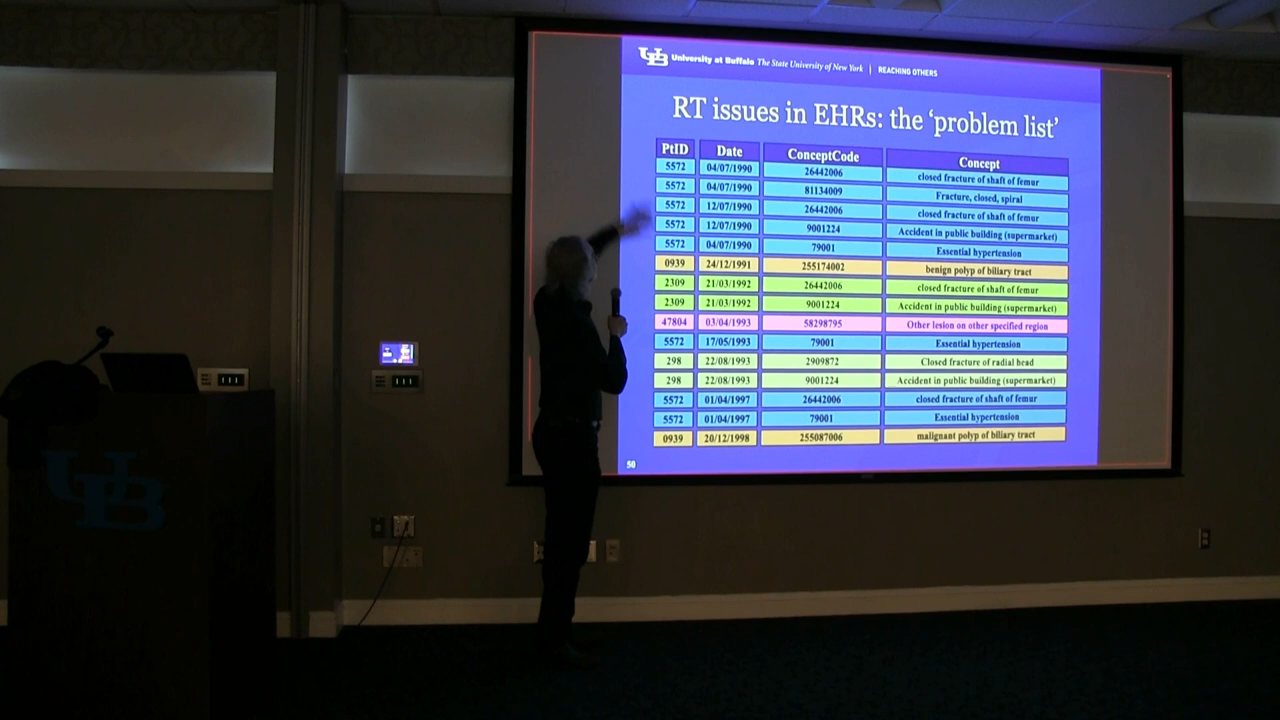 UB University at Buffalo The State University of New York | REACHING OTHERS
RT issues in EHRs: the ‘problem list’
PtID Date ConceptCode Concept
5572 04/07/1990 26442006 closed fracture of shaft of femur
5572 04/07/1990 81134009 Fracture, closed, spiral
5572 12/07/1990 26442006 closed fracture of shaft of femur
5572 12/07/1990 9001224 Accident in public building (supermarket)
5572 04/07/1990 79001 Essential hypertension
0939 24/12/1991 255174002 benign polyp of biliary tract
2309 21/03/1992 26442006 closed fracture of shaft of femur
2309 21/03/1992 9001224 Accident in public building (supermarket)
47804 03/04/1993 58298795 Other lesion on other specified region
5572 17/05/1993 79001 Essential hypertension
298 22/08/1993 2909872 Closed fracture of radial head
298 22/08/1993 9001224 Accident in public building (supermarket)
5572 01/04/1997 26442006 closed fracture of shaft of femur
5572 01/04/1997 79001 Essential hypertension
0939 20/12/1998 255087006 malignant polyp of biliary tract
50
UB